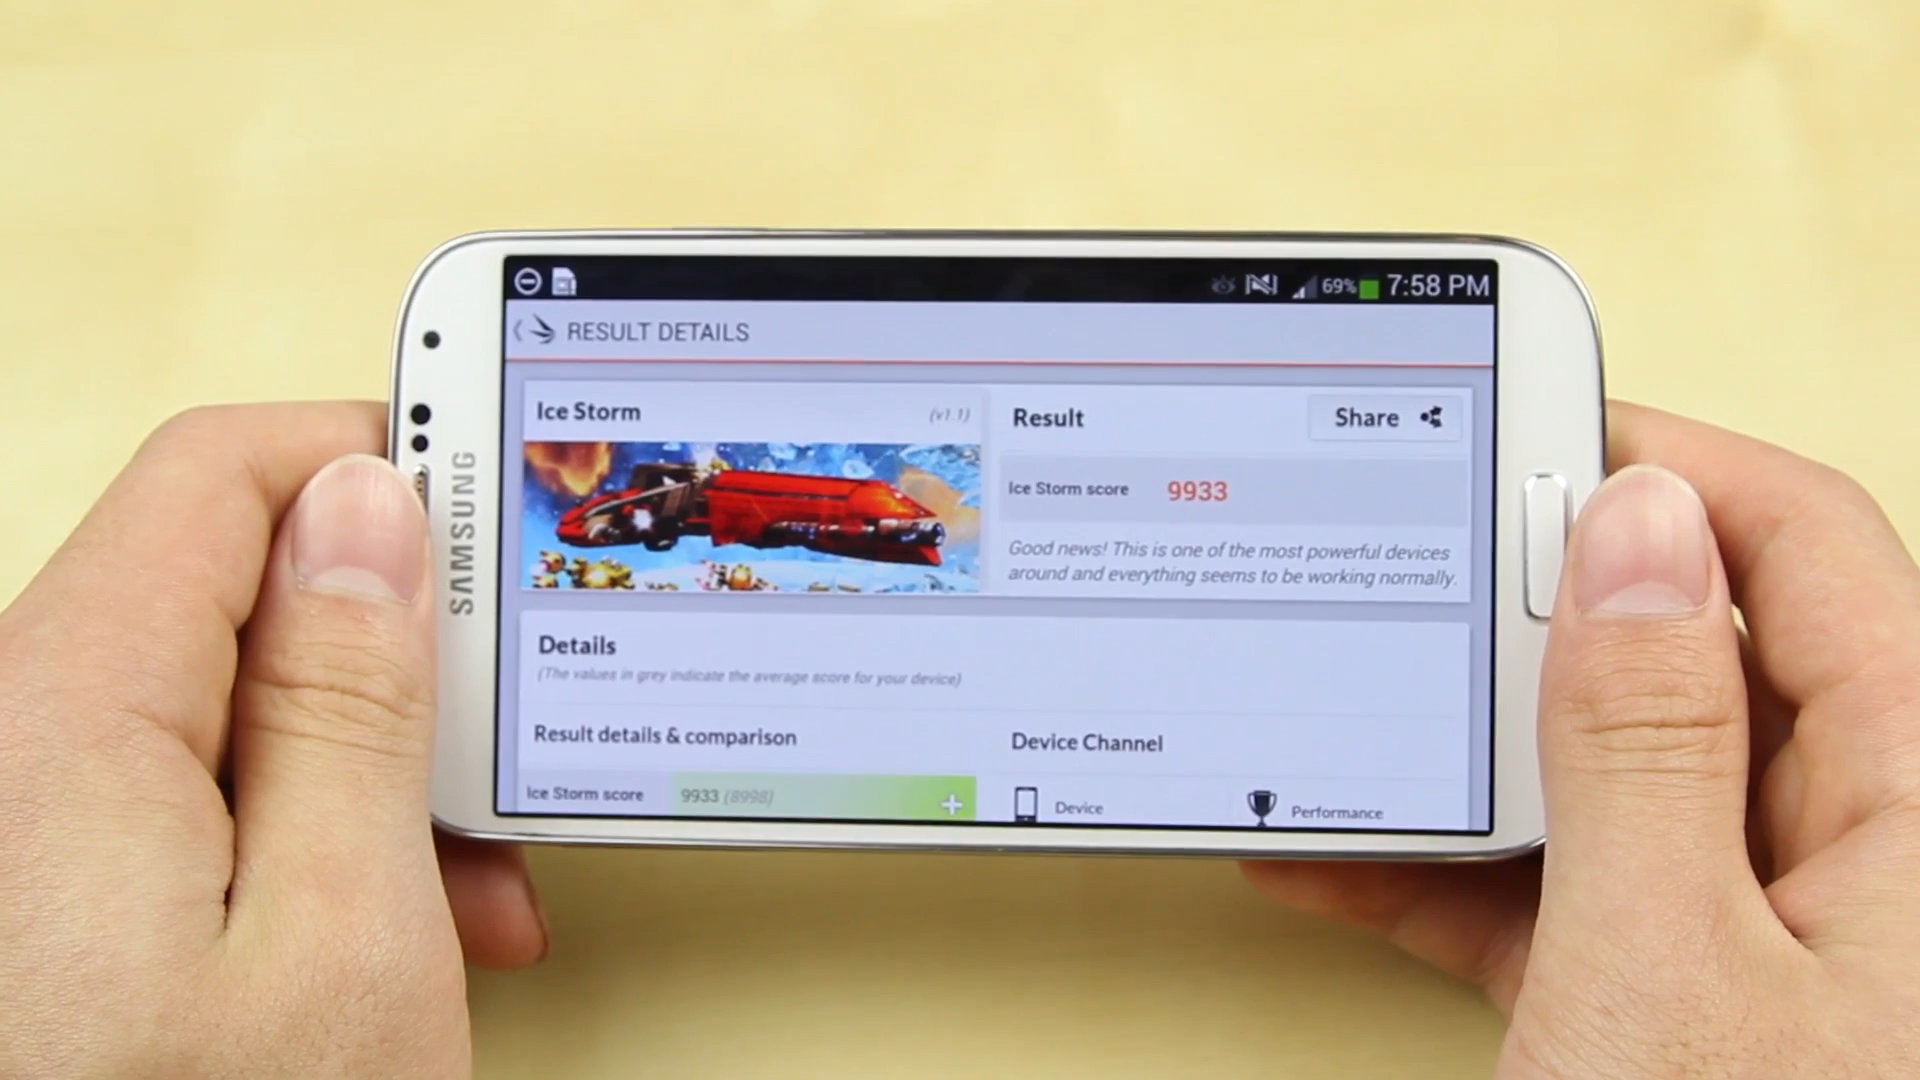 69% 7:58 PM
RESULT DETAILS
Ice Storm
(v1.1)
Result
Share
Ice Storm score 9933
Good news! This is one of the most powerful devices
around and everything seems to be working normally.
Details
(The values in grey indicate the average score for your device)
Result details & comparison
Ice Storm score 9933 (8998)
Device Channel
Device
Performance
SAMSUNG